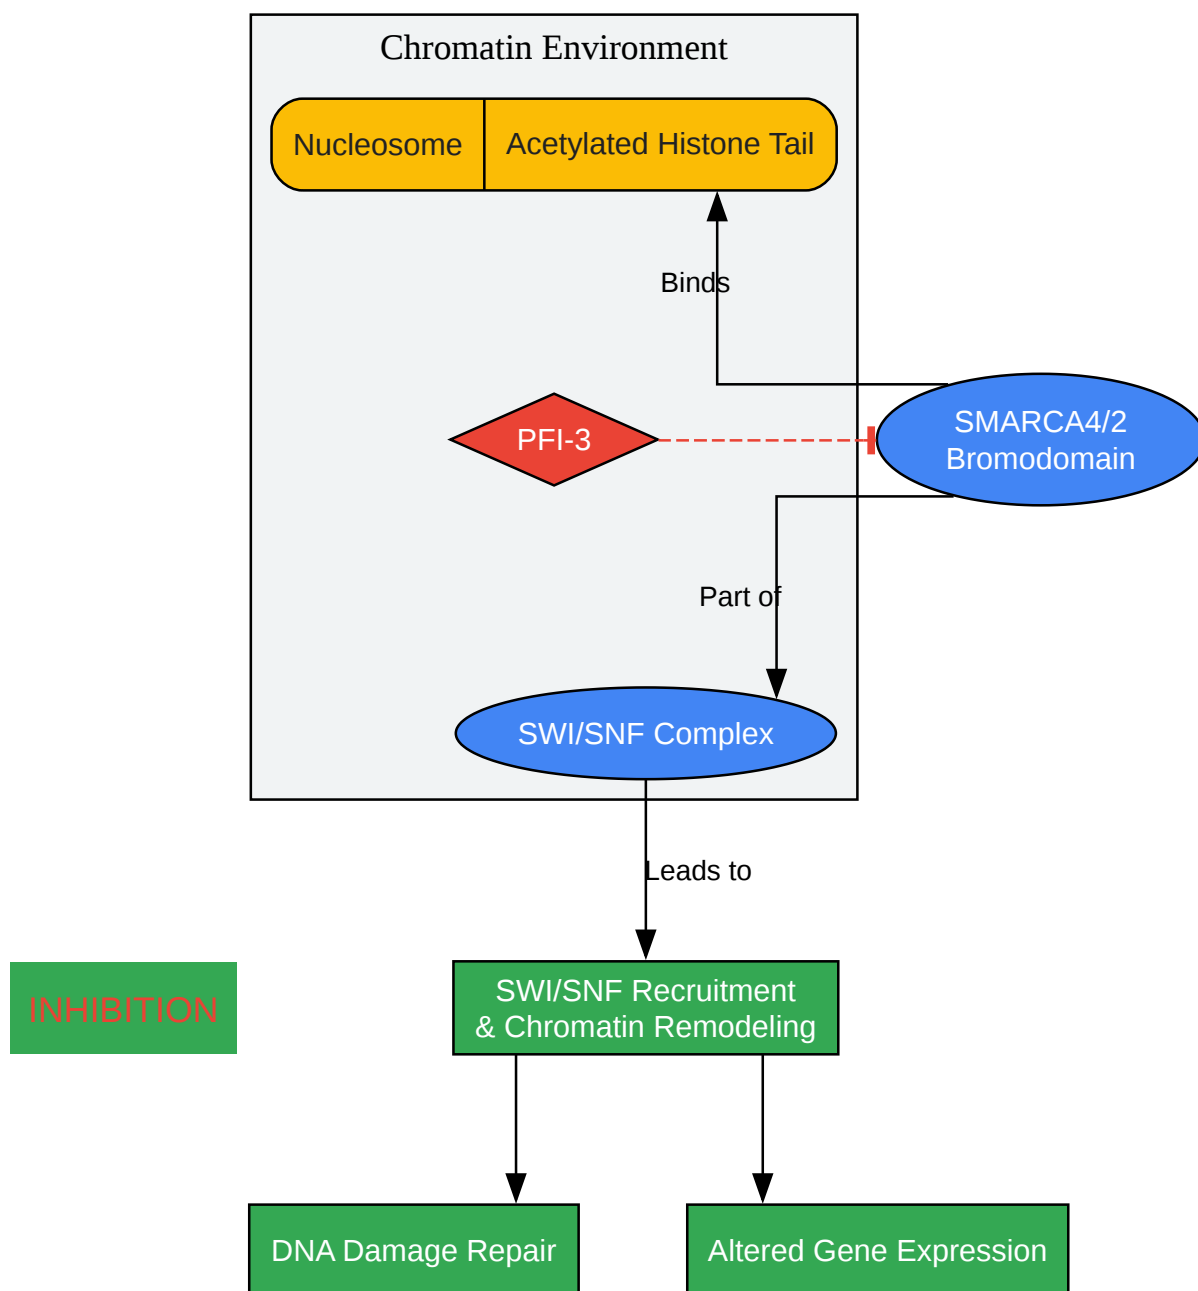 Chromatin Environment
Nucleosome
Acetylated Histone Tail
Binds
PFI-3
SMARCA4/2
Bromodomain
Part of
SWI/SNF Complex
Leads to
INHIBITION
SWI/SNF Recruitment
& Chromatin Remodeling
DNA Damage Repair
Altered Gene Expression